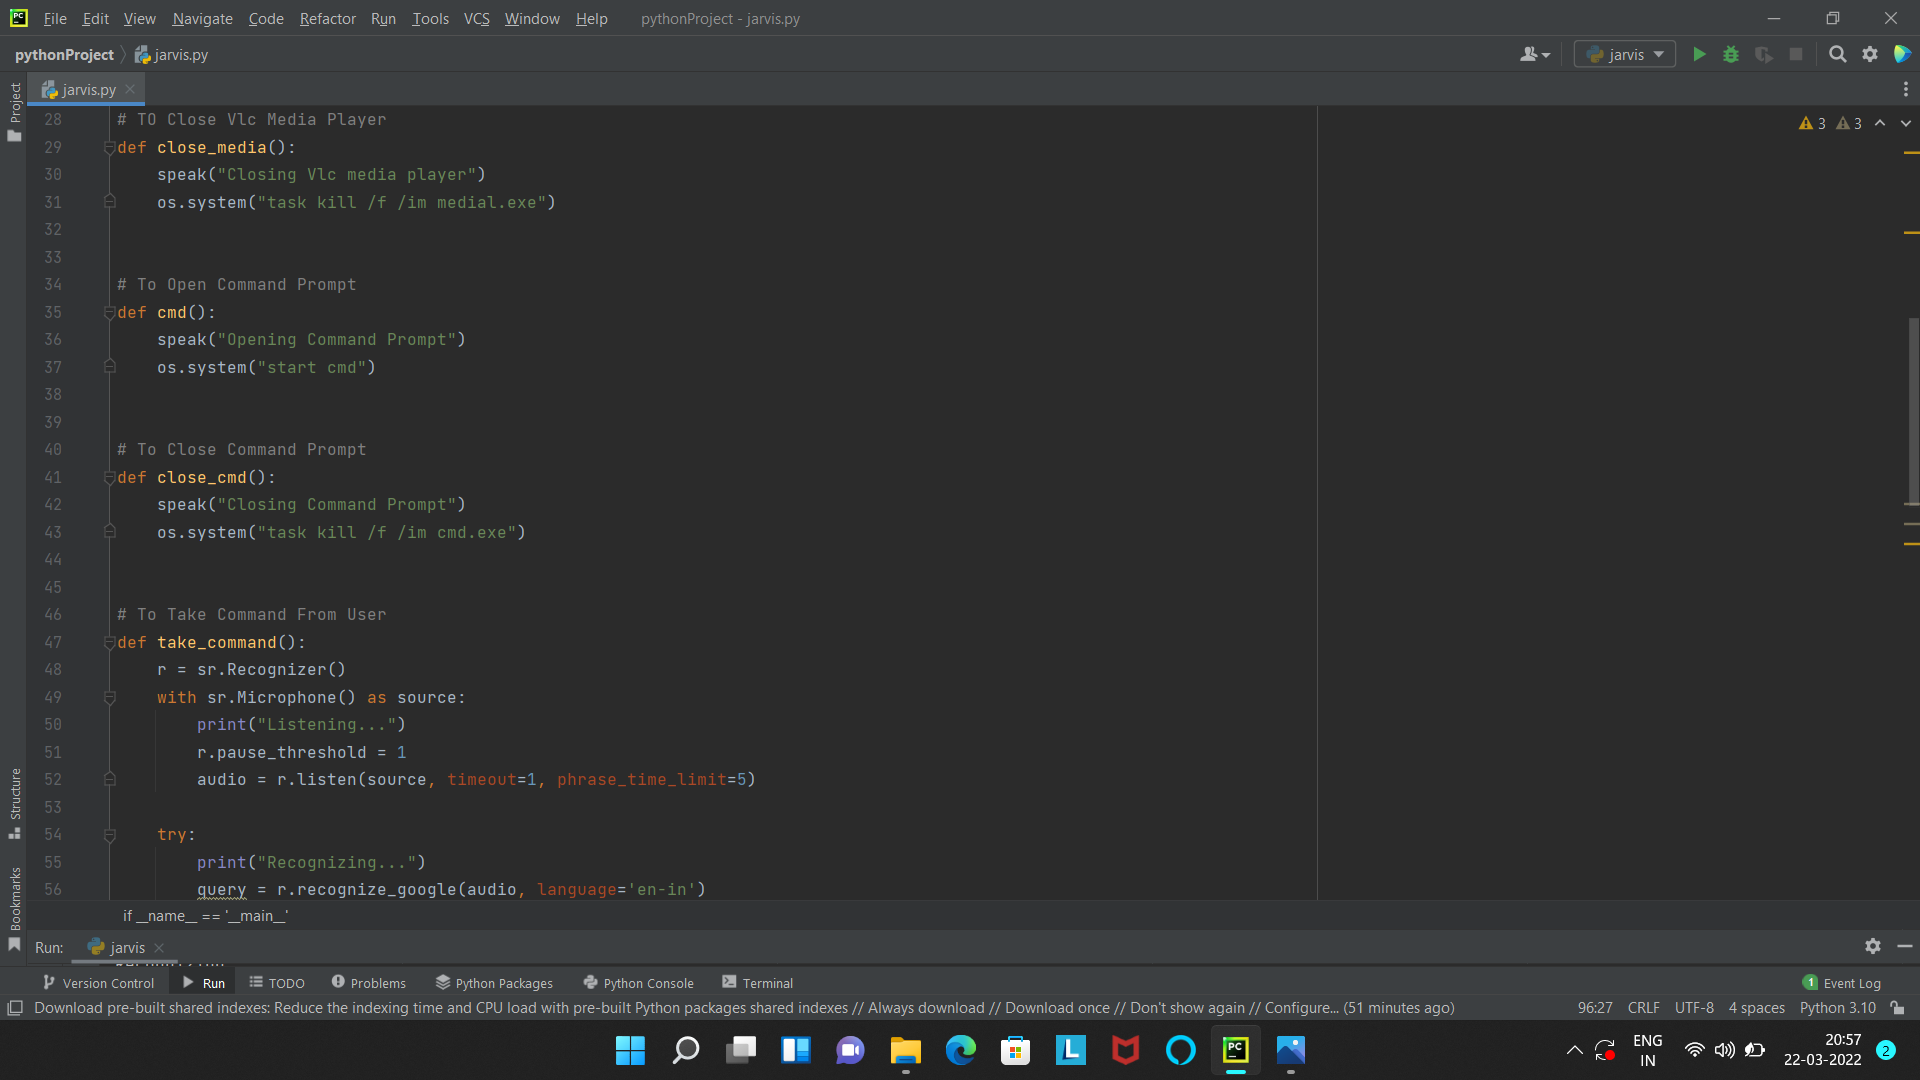 File Edit View Navigate Code Refactor Run Tools VCS Window Help pythonProject - jarvis.py
pythonProject jarvis.py jarvis
Project
jarvis.py
28 # TO Close Vlc Media Player
3 3
29 def close_media():
30 speak("Closing Vlc media player")
31 os.system("task kill /f /im medial.exe")
32
33
34 # To Open Command Prompt
35 def cmd():
36 speak("Opening Command Prompt")
37 os.system("start cmd")
38
39
40 # To Close Command Prompt
41 def close_cmd():
42 speak("Closing Command Prompt")
43 os.system("task kill /f /im cmd.exe")
44
45
46 # To Take Command From User
47 def take_command():
48 r = sr.Recognizer()
49 with sr.Microphone() as source:
50 print("Listening...")
51 r.pause_threshold = 1
52 audio = r.listen(source, timeout=1, phrase_time_limit=5)
53
54 try:
55 print("Recognizing...")
56 query = r.recognize_google(audio, language='en-in')
Structure
Bookmarks
if __name__ == '__main__'
Run: jarvis
Version Control Run TODO Problems Python Packages Python Console Terminal 1 Event Log
Download pre-built shared indexes: Reduce the indexing time and CPU load with pre-built Python packages shared indexes // Always download // Download once // Don't show again // Configure... (51 minutes ago) 96:27 CRLF UTF-8 4 spaces Python 3.10
PC
L
ENG
IN
20:57
22-03-2022
2